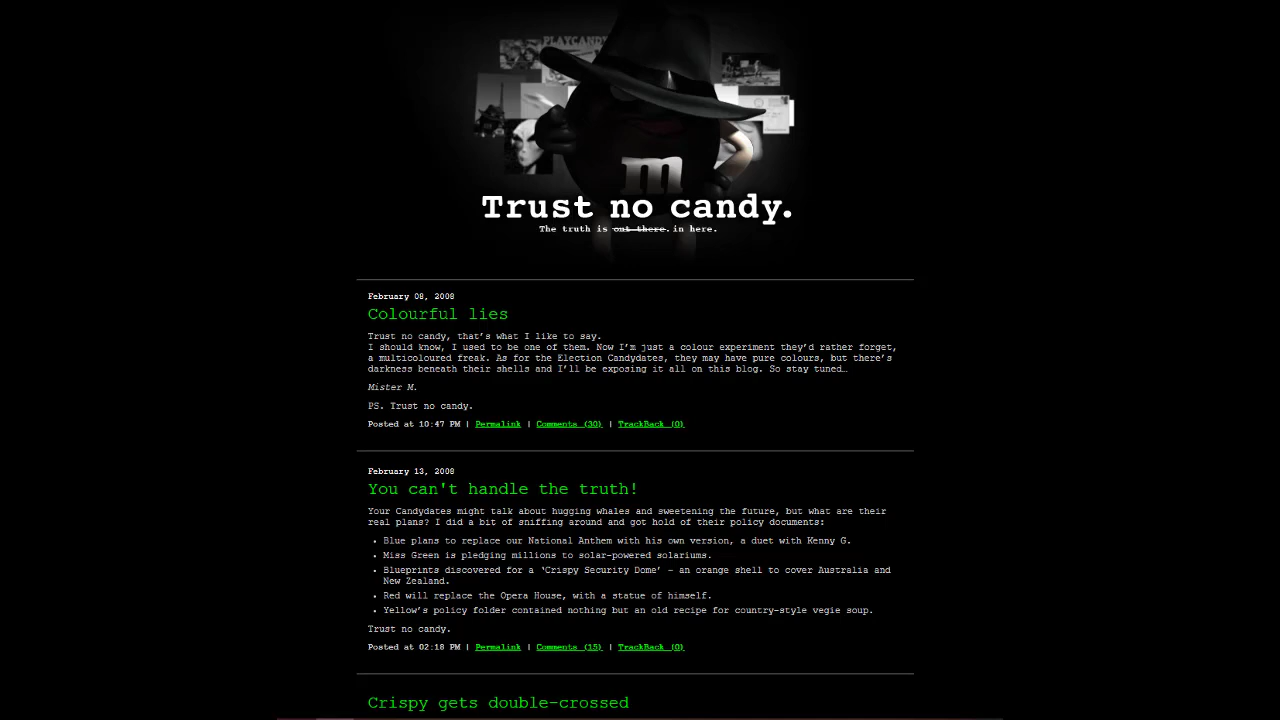 PLAYCANDY
m
Trust no candy.
The truth is out there. in here.
February 08, 2008
Colourful lies
Trust no candy, that's what I like to say.
I should know, I used to be one of them. Now I'm just a colour experiment they'd rather forget,
a multicoloured freak. As for the Election Candydates, they may have pure colours, but there's
darkness beneath their shells and I'll be exposing it all on this blog. So stay tuned…
Mister M.
PS. Trust no candy.
Posted at 10:47 PM | Permalink | Comments (30) | TrackBack (0)
February 13, 2008
You can't handle the truth!
Your Candydates might talk about hugging whales and sweetening the future, but what are their
real plans? I did a bit of sniffing around and got hold of their policy documents:
• Blue plans to replace our National Anthem with his own version, a duet with Kenny G.
• Miss Green is pledging millions to solar-powered solariums.
• Blueprints discovered for a ‘Crispy Security Dome’ – an orange shell to cover Australia and
New Zealand.
• Red will replace the Opera House, with a statue of himself.
• Yellow's policy folder contained nothing but an old recipe for country-style vegie soup.
Trust no candy.
Posted at 02:18 PM | Permalink | Comments (15) | TrackBack (0)
Crispy gets double-crossed